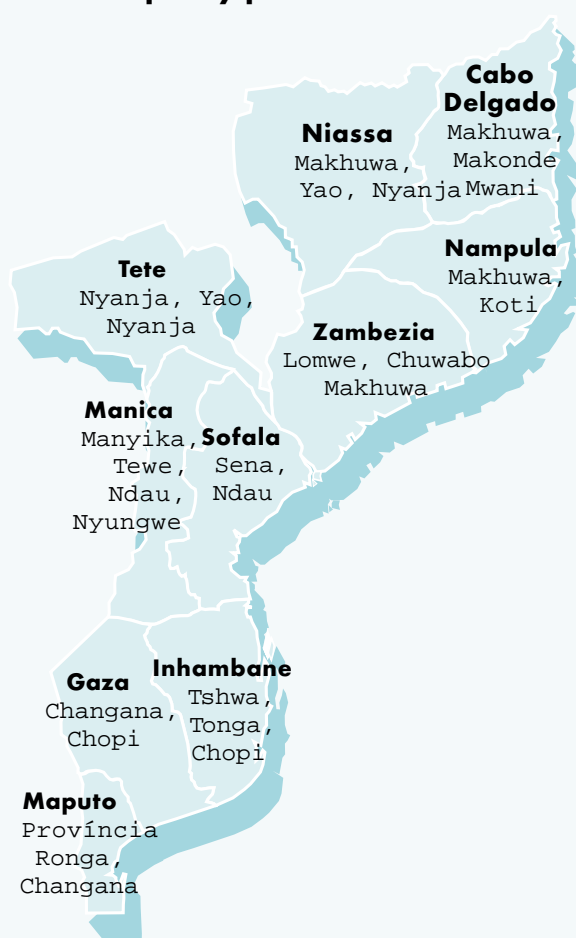 Cabo
Delgado
Makhuwa,
Makonde
Mwani
Niassa
Makhuwa,
Yao, Nyanja
Nampula
Makhuwa,
Koti
Tete
Nyanja, Yao,
Nyanja
Zambezia
Lomwe, Chuwabo
Makhuwa
Manica
Manyika,
Tewe,
Ndau,
Nyungwe
Sofala
Sena,
Ndau
Inhambane
Tshwa,
Tonga,
Chopi
Gaza
Changana,
Chopi
Maputo
Província
Ronga,
Changana